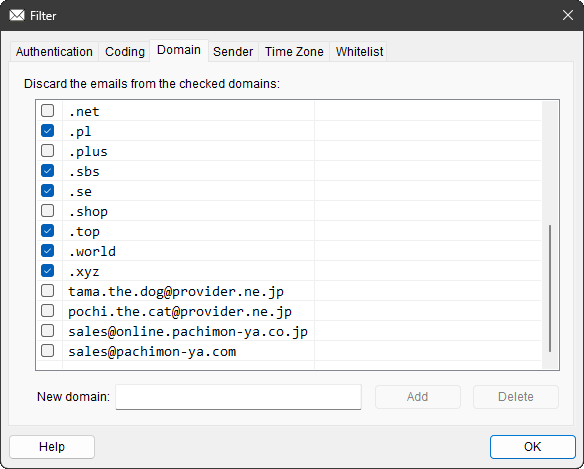 Filter
Authentication Coding Domain Sender Time Zone Whitelist
Discard the emails from the checked domains:
.net
.pl
.plus
.sbs
.se
.shop
.top
.world
.xyz
tama.the.dog@provider.ne.jp
pochi.the.cat@provider.ne.jp
sales@online.pachimon-ya.co.jp
sales@pachimon-ya.com
New domain: Add Delete
Help OK